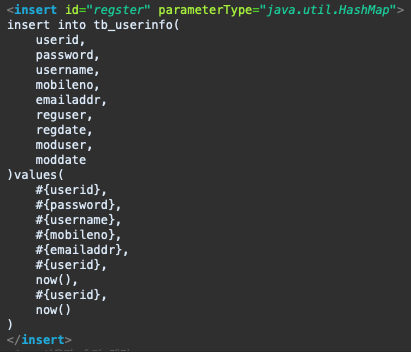 <insert id="regster" parameterType="java.util.HashMap">
insert into tb_userinfo(
    userid,
    password,
    username,
    mobileno,
    emailaddr,
    reguser,
    regdate,
    moduser,
    moddate
)values(
    #{userid},
    #{password},
    #{username},
    #{mobileno},
    #{emailaddr},
    #{userid},
    now(),
    #{userid},
    now()
)
</insert>